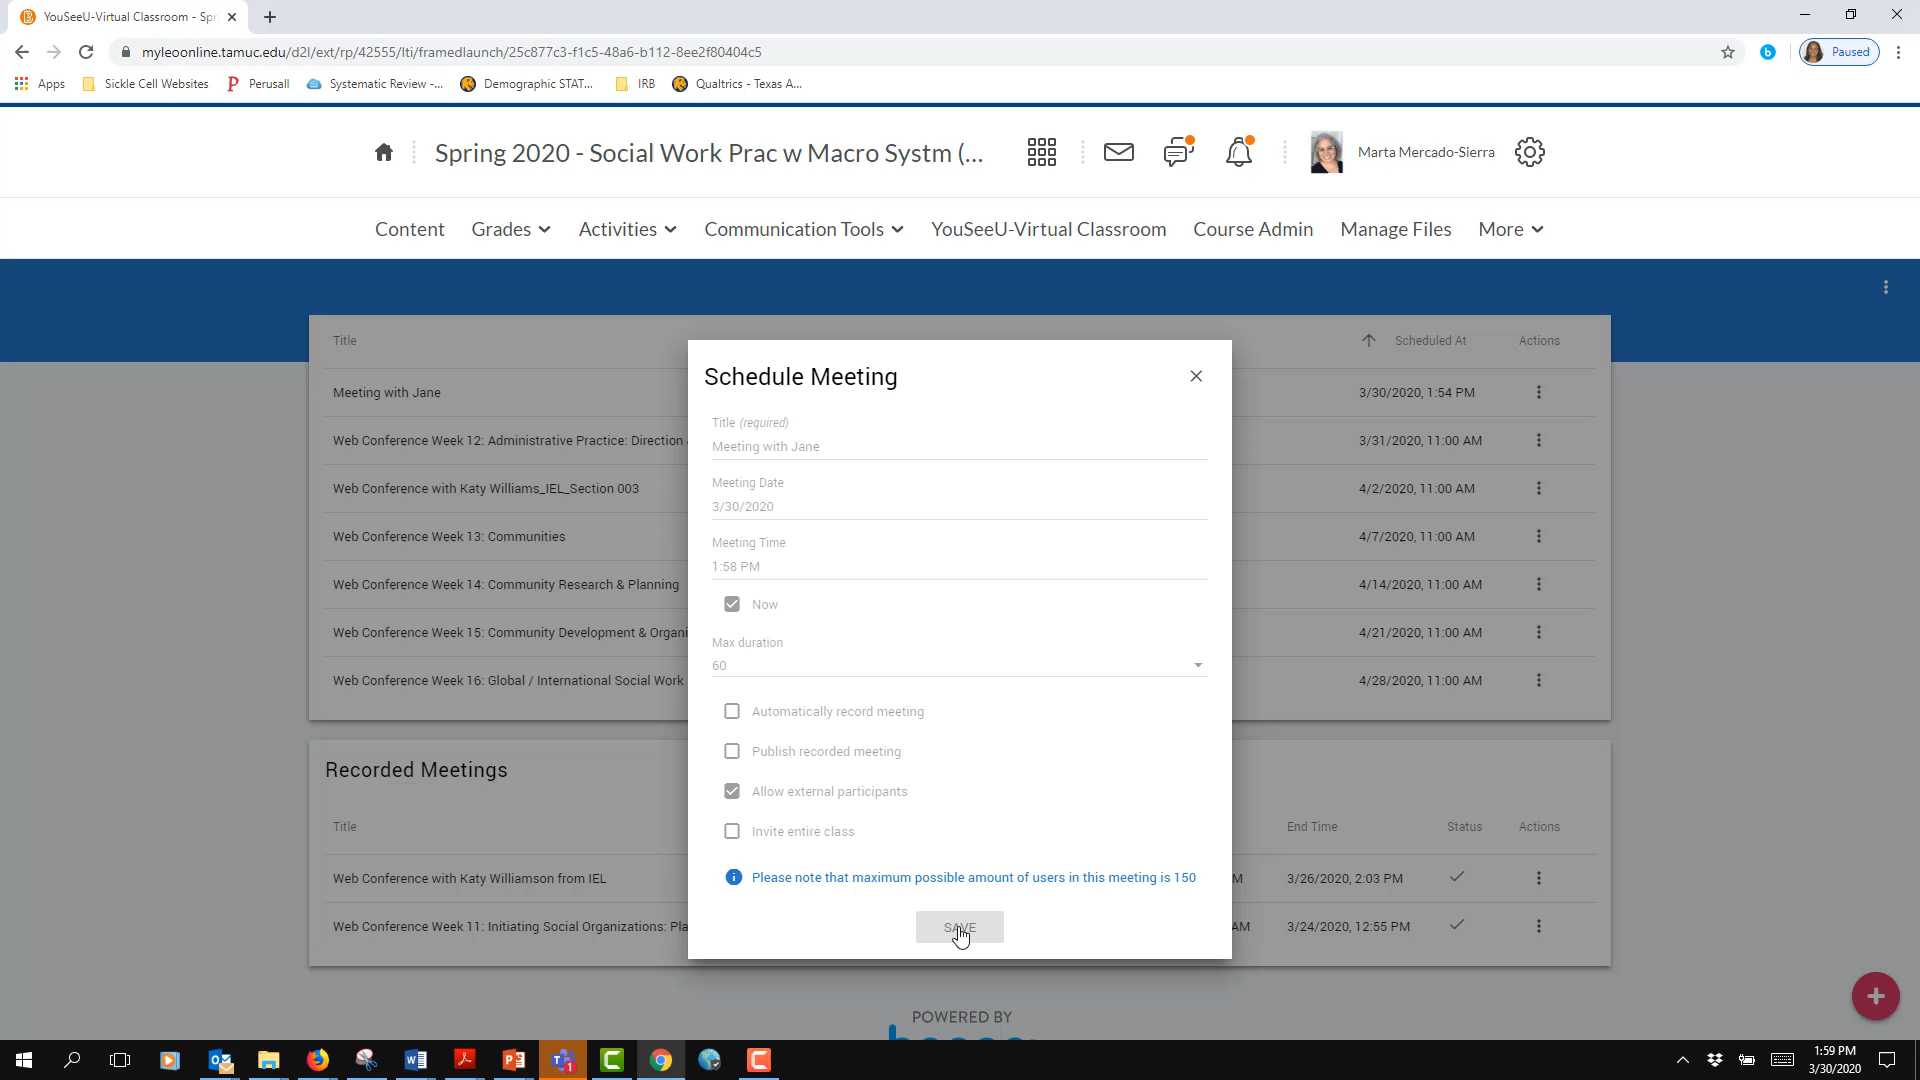 YouSeeU-Virtual Classroom - Spr
myleoonline.tamuc.edu/d2l/ext/rp/42555/lti/framedlaunch/25c877c3-f1c5-48a6-b112-8ee2f80404c5
Paused
Apps Sickle Cell Websites Perusall Systematic Review -... Demographic STAT... IRB Qualtrics - Texas A...
Spring 2020 - Social Work Prac w Macro Systm (...
Marta Mercado-Sierra
Content Grades Activities Communication Tools YouSeeU-Virtual Classroom Course Admin Manage Files More
Title Scheduled At Actions
Meeting with Jane 3/30/2020, 1:54 PM
Web Conference Week 12: Administrative Practice: Direction 3/31/2020, 11:00 AM
Web Conference with Katy Williams_IEL_Section 003 4/2/2020, 11:00 AM
Web Conference Week 13: Communities 4/7/2020, 11:00 AM
Web Conference Week 14: Community Research & Planning 4/14/2020, 11:00 AM
Web Conference Week 15: Community Development & Organi 4/21/2020, 11:00 AM
Web Conference Week 16: Global / International Social Work 4/28/2020, 11:00 AM
Schedule Meeting
Title (required)
Meeting with Jane
Meeting Date
3/30/2020
Meeting Time
1:58 PM
Now
Max duration
60
Automatically record meeting
Publish recorded meeting
Allow external participants
Invite entire class
Please note that maximum possible amount of users in this meeting is 150
SAVE
Recorded Meetings
Title End Time Status Actions
Web Conference with Katy Williamson from IEL M 3/26/2020, 2:03 PM
Web Conference Week 11: Initiating Social Organizations: Pla AM 3/24/2020, 12:55 PM
POWERED BY
1:59 PM
3/30/2020